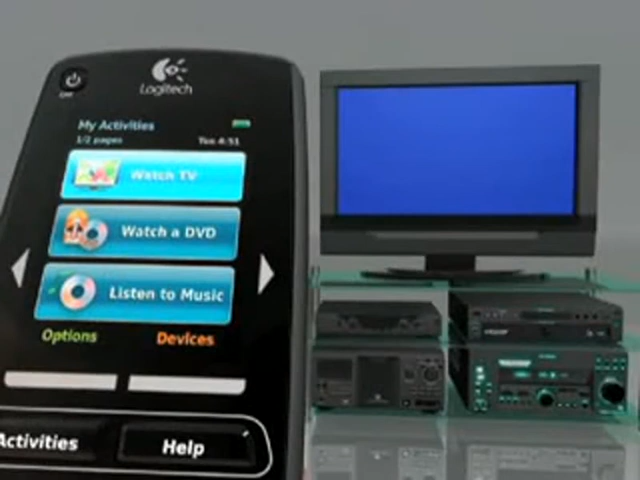 Logitech
My Activities
1/2 pages
Tue 4:51
Watch TV
Watch a DVD
Listen to Music
Options
Devices
Activities
Help